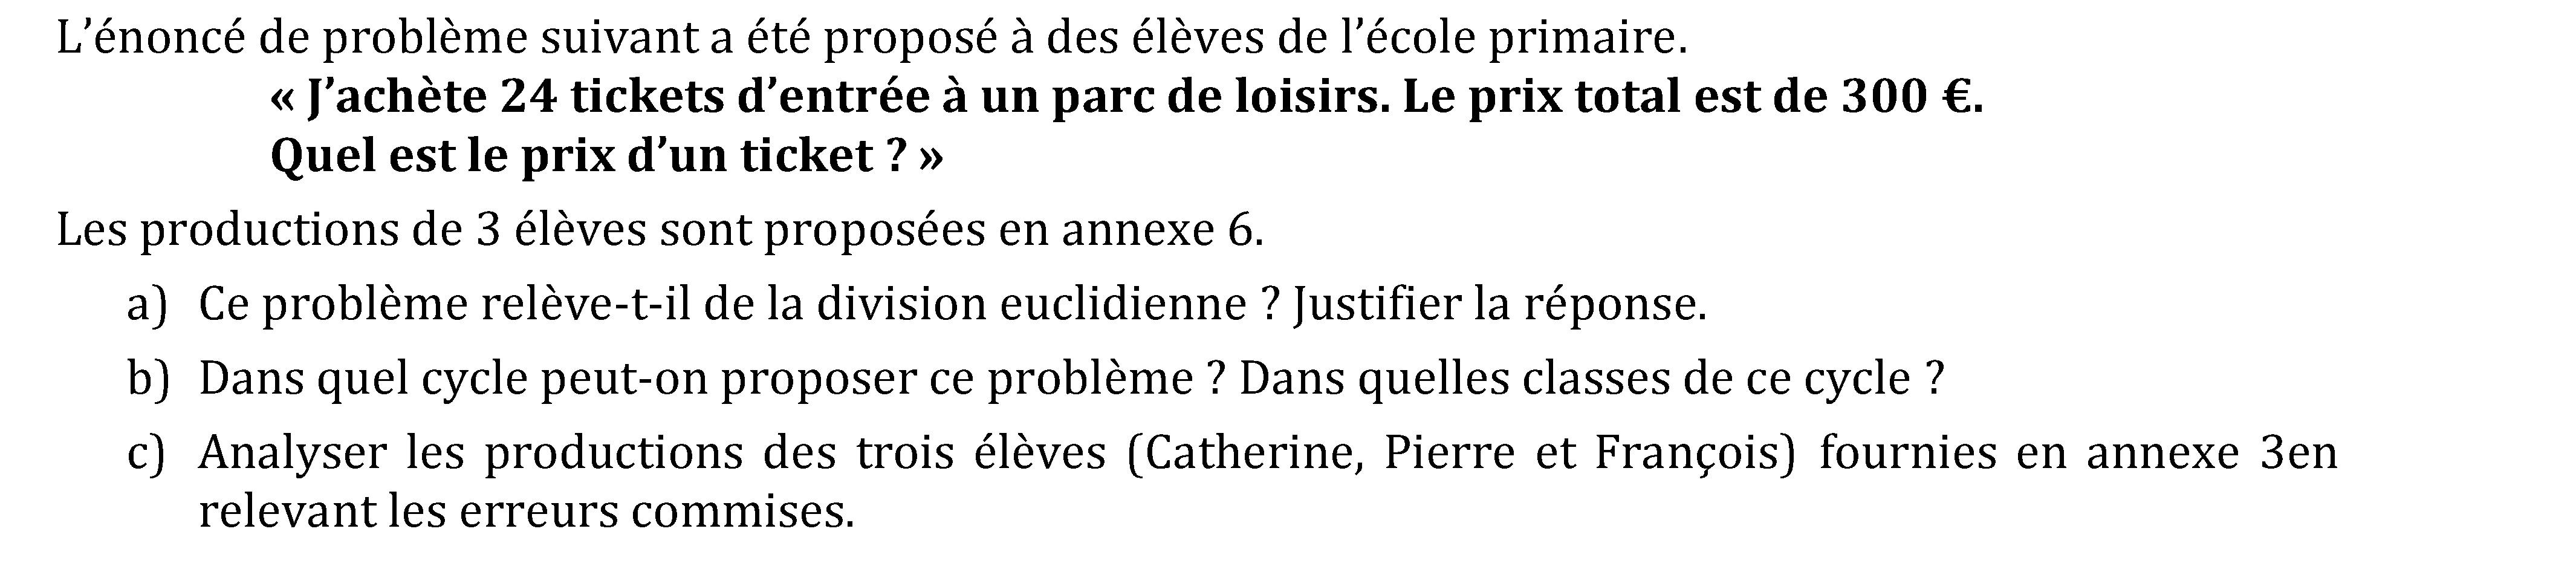 L’énoncé de problème suivant a été proposé à des élèves de l’école primaire.
« J’achète 24 tickets d’entrée à un parc de loisirs. Le prix total est de 300 €.
Quel est le prix d’un ticket ? »
Les productions de 3 élèves sont proposées en annexe 6.
a) Ce problème relève-t-il de la division euclidienne ? Justifier la réponse.
b) Dans quel cycle peut-on proposer ce problème ? Dans quelles classes de ce cycle ?
c) Analyser les productions des trois élèves (Catherine, Pierre et François) fournies en annexe 3en
relevant les erreurs commises.